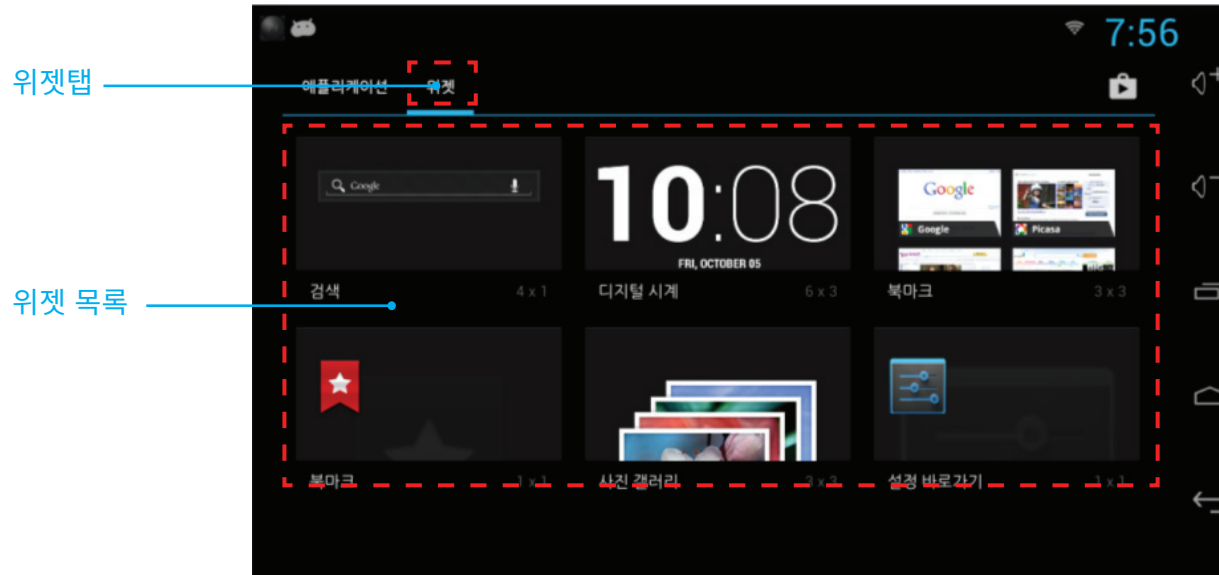 7:56
위젯탭
애플리케이션 위젯
Google
10:08
FRI, OCTOBER 05
Google
Google
Picasa
위젯 목록
검색 4 x 1
디지털 시계 6 x 3
북마크 3 x 3
북마크 1 x 1
사진 갤러리 3 x 3
설정 바로가기 1 x 1